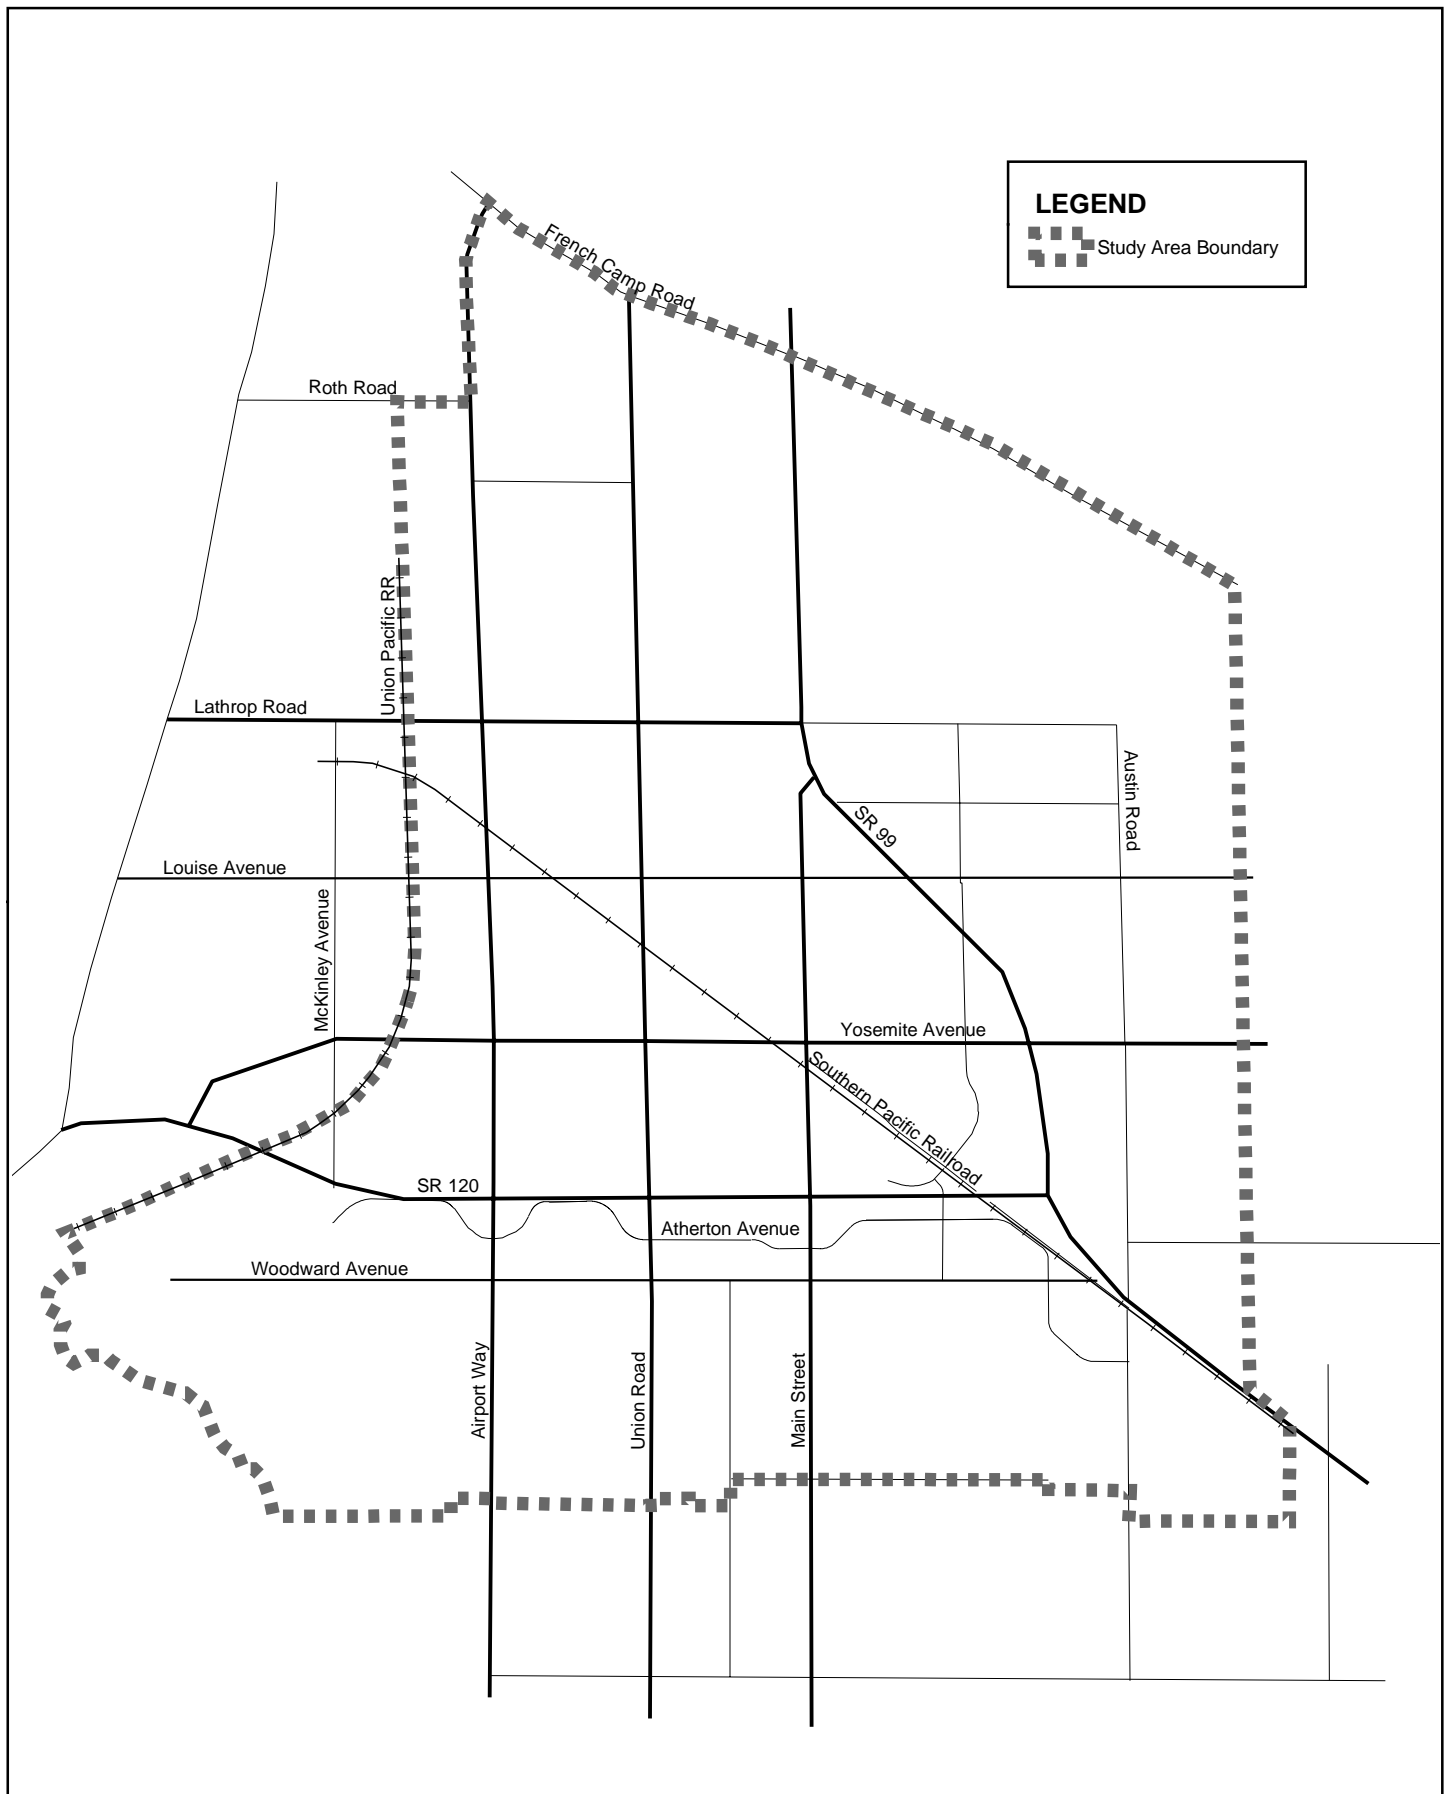 LEGEND
Study Area Boundary
French Camp Road
Roth Road
Union Pacific RR
Lathrop Road
Austin Road
SR 99
Louise Avenue
McKinley Avenue
Yosemite Avenue
Southern Pacific Railroad
SR 120
Atherton Avenue
Woodward Avenue
Airport Way
Union Road
Main Street